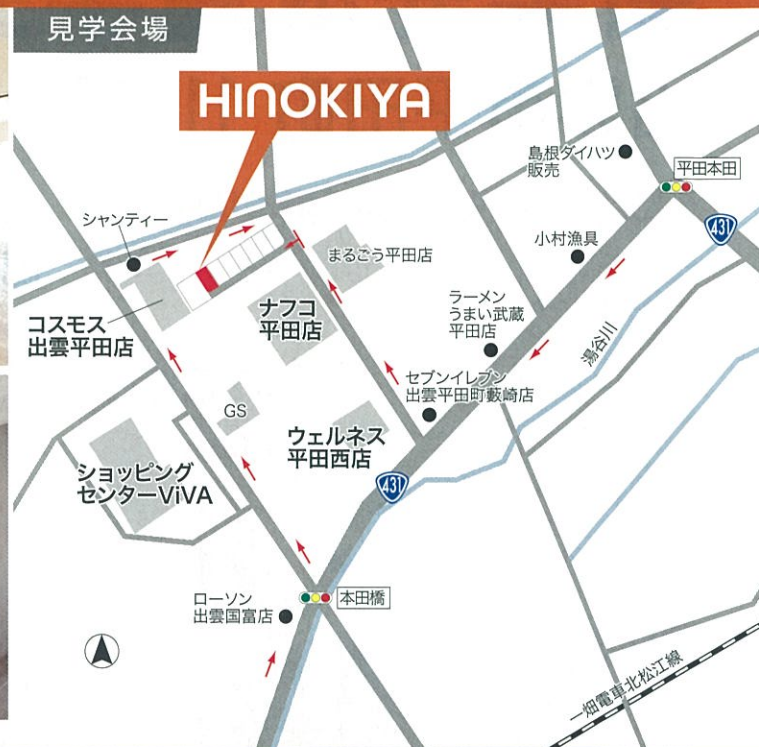 見学会場
HINOKIYA
島根ダイハツ
販売
平田本田
431
シャンティー
まるごう平田店
小村漁具
コスモス
出雲平田店
ナフコ
平田店
ラーメン
うまい武蔵
平田店
湯谷川
セブンイレブン
出雲平田町藪崎店
GS
ウェルネス
平田西店
ショッピング
センターViVA
431
ローソン
出雲国富店
本田橋
一畑電車北松江線